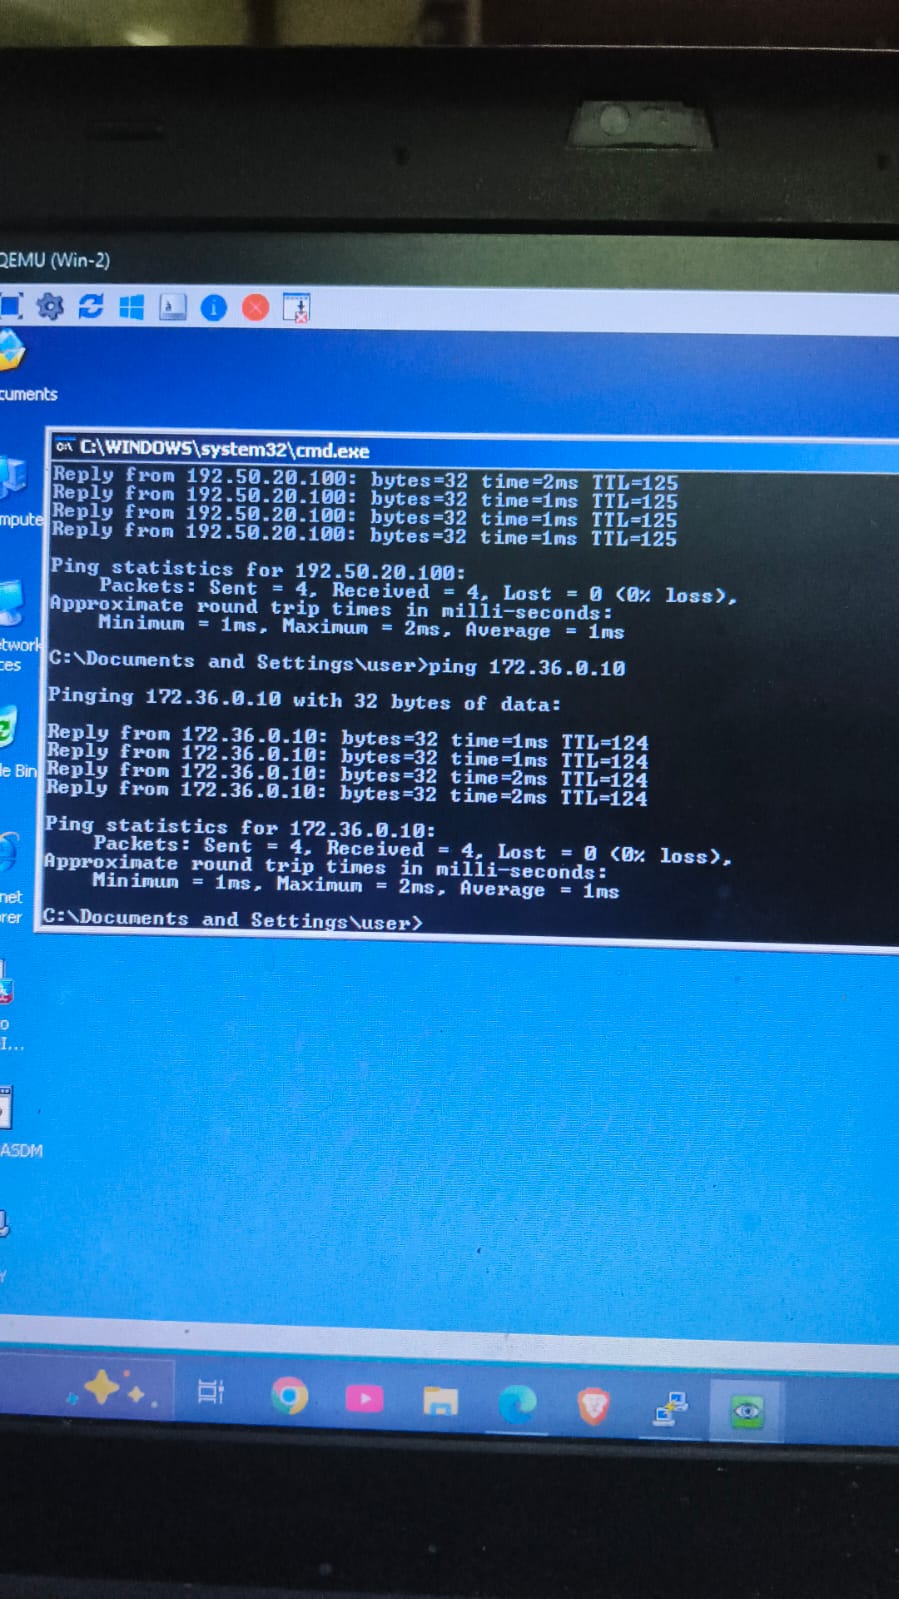 QEMU (Win-2)
cuments
C:\WINDOWS\system32\cmd.exe
Reply from 192.50.20.100: bytes=32 time=2ms TTL=125
Reply from 192.50.20.100: bytes=32 time=1ms TTL=125
Reply from 192.50.20.100: bytes=32 time=1ms TTL=125
Reply from 192.50.20.100: bytes=32 time=1ms TTL=125
Ping statistics for 192.50.20.100:
Packets: Sent = 4, Received = 4, Lost = 0 (0% loss),
Approximate round trip times in milli-seconds:
Minimum = 1ms, Maximum = 2ms, Average = 1ms
C:\Documents and Settings\user>ping 172.36.0.10
Pinging 172.36.0.10 with 32 bytes of data:
Reply from 172.36.0.10: bytes=32 time=1ms TTL=124
Reply from 172.36.0.10: bytes=32 time=1ms TTL=124
Reply from 172.36.0.10: bytes=32 time=2ms TTL=124
Reply from 172.36.0.10: bytes=32 time=2ms TTL=124
Ping statistics for 172.36.0.10:
Packets: Sent = 4, Received = 4, Lost = 0 (0% loss),
Approximate round trip times in milli-seconds:
Minimum = 1ms, Maximum = 2ms, Average = 1ms
C:\Documents and Settings\user>
mpute
etwork
ces
le Bin
net
rer
o
I...
ASDM